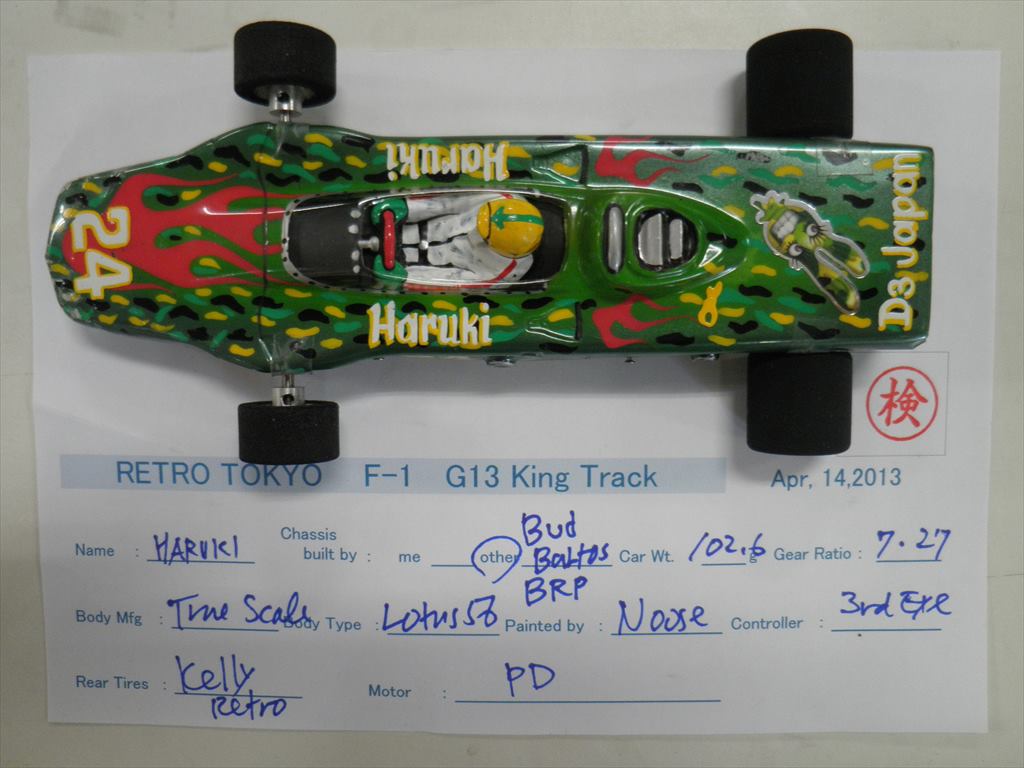 Haruki
24
Haruki
D3 Japan
検
RETRO TOKYO F-1 G13 King Track Apr, 14,2013
Name : HARUKI Chassis built by : me other Bud Bartos BRP Car Wt. 102.6 g Gear Ratio : 7.27
Body Mfg : True Scale Body Type : Lotus 56 Painted by : Noose Controller : 3rd Eye
Rear Tires : Kelly Retro Motor : PD